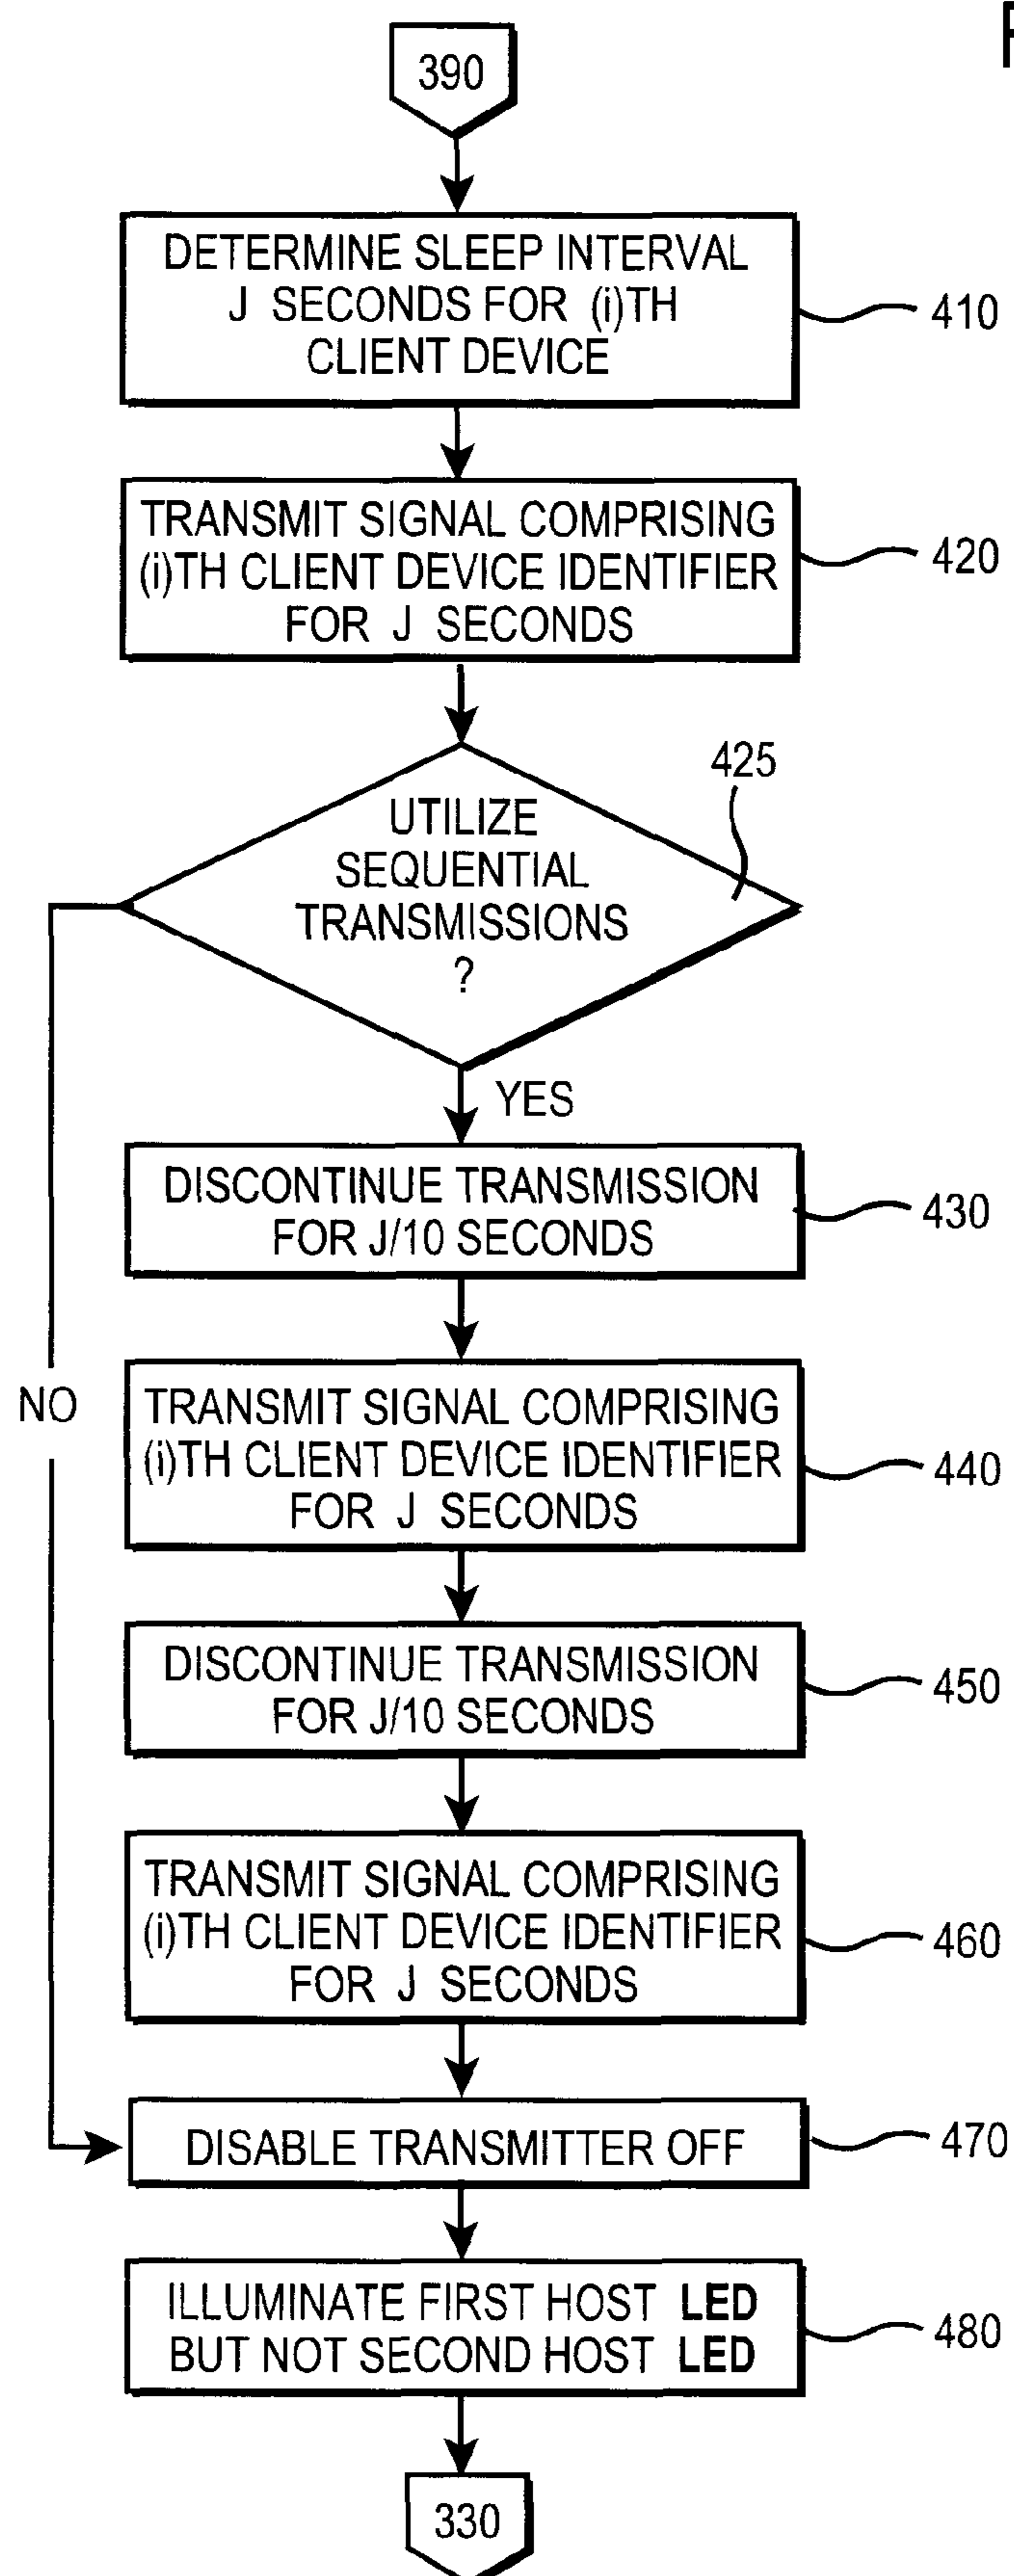 390
DETERMINE SLEEP INTERVAL
J SECONDS FOR (i)TH
CLIENT DEVICE
410
TRANSMIT SIGNAL COMPRISING
(i)TH CLIENT DEVICE IDENTIFIER
FOR J SECONDS
420
425
UTILIZE
SEQUENTIAL
TRANSMISSIONS
?
YES
DISCONTINUE TRANSMISSION
FOR J/10 SECONDS
430
NO
TRANSMIT SIGNAL COMPRISING
(i)TH CLIENT DEVICE IDENTIFIER
FOR J SECONDS
440
DISCONTINUE TRANSMISSION
FOR J/10 SECONDS
450
TRANSMIT SIGNAL COMPRISING
(i)TH CLIENT DEVICE IDENTIFIER
FOR J SECONDS
460
DISABLE TRANSMITTER OFF
470
ILLUMINATE FIRST HOST LED
BUT NOT SECOND HOST LED
480
330